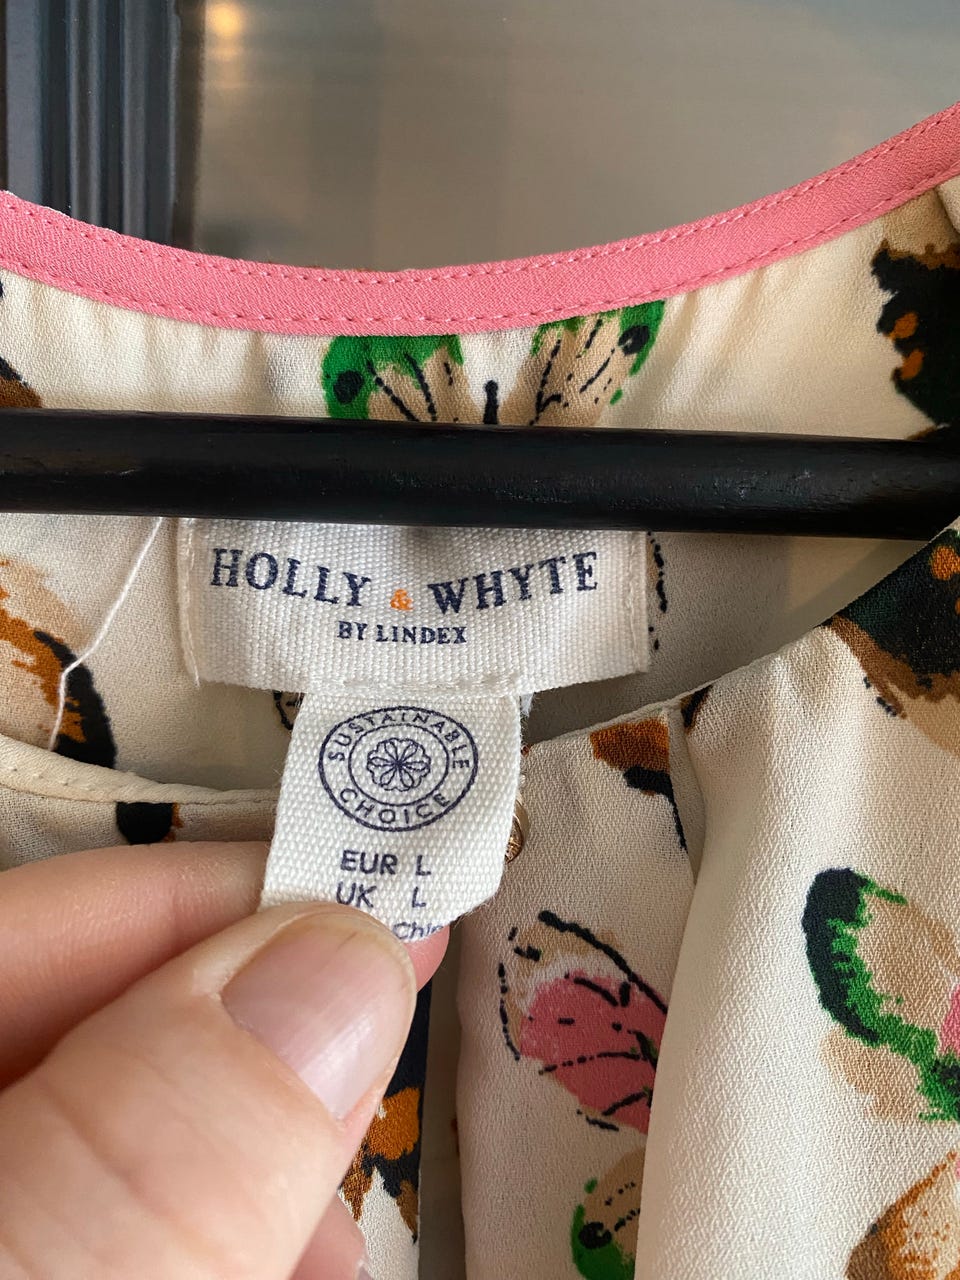 HOLLY & WHYTE
BY LINDEX
SUSTAINABLE
CHOICE
EUR L
UK L